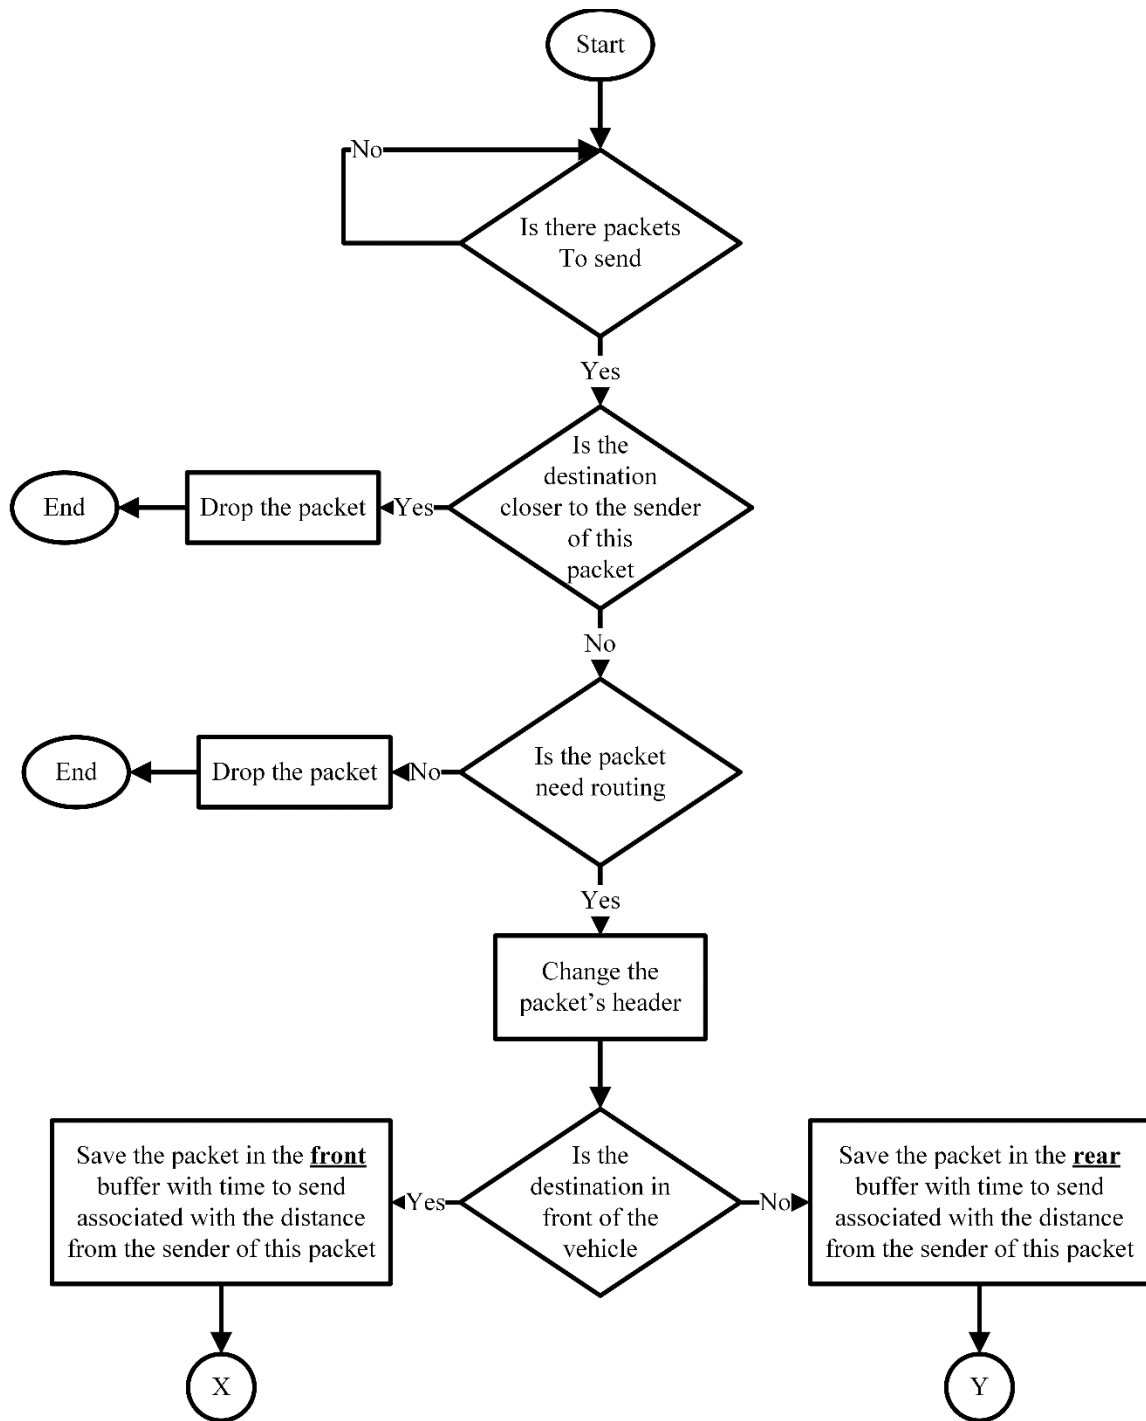 Start
No
Is there packets
To send
Yes
Is the
destination
closer to the sender
of this
packet
Yes
Drop the packet
End
No
Is the packet
need routing
No
Drop the packet
End
Yes
Change the
packet’s header
Is the
destination in
front of the
vehicle
Yes
Save the packet in the front
buffer with time to send
associated with the distance
from the sender of this packet
No
Save the packet in the rear
buffer with time to send
associated with the distance
from the sender of this packet
X
Y